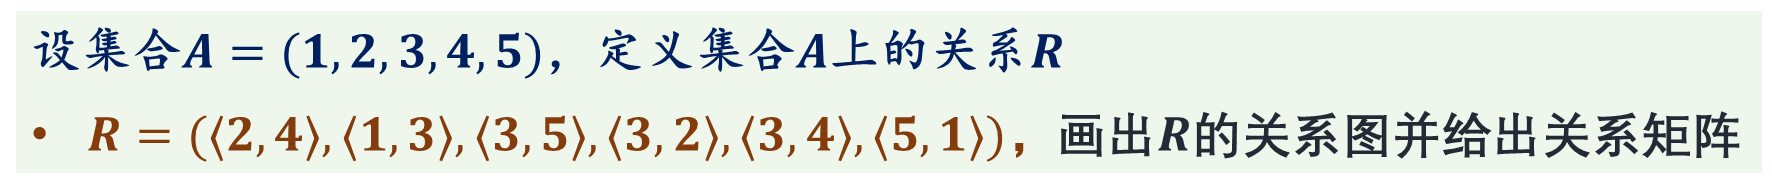 设集合A = (1, 2, 3, 4, 5)，定义集合A上的关系R
• R = (⟨2, 4⟩, ⟨1, 3⟩, ⟨3, 5⟩, ⟨3, 2⟩, ⟨3, 4⟩, ⟨5, 1⟩)，画出R的关系图并给出关系矩阵